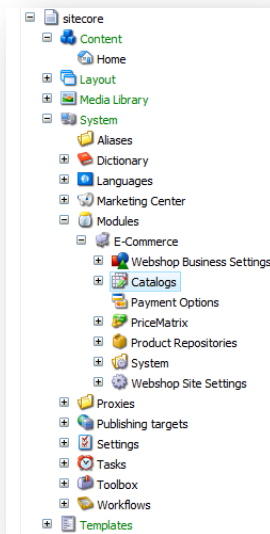 sitecore
Content
Home
Layout
Media Library
System
Aliases
Dictionary
Languages
Marketing Center
Modules
E-Commerce
Webshop Business Settings
Catalogs
Payment Options
PriceMatrix
Product Repositories
System
Webshop Site Settings
Proxies
Publishing targets
Settings
Tasks
Toolbox
Workflows
Templates